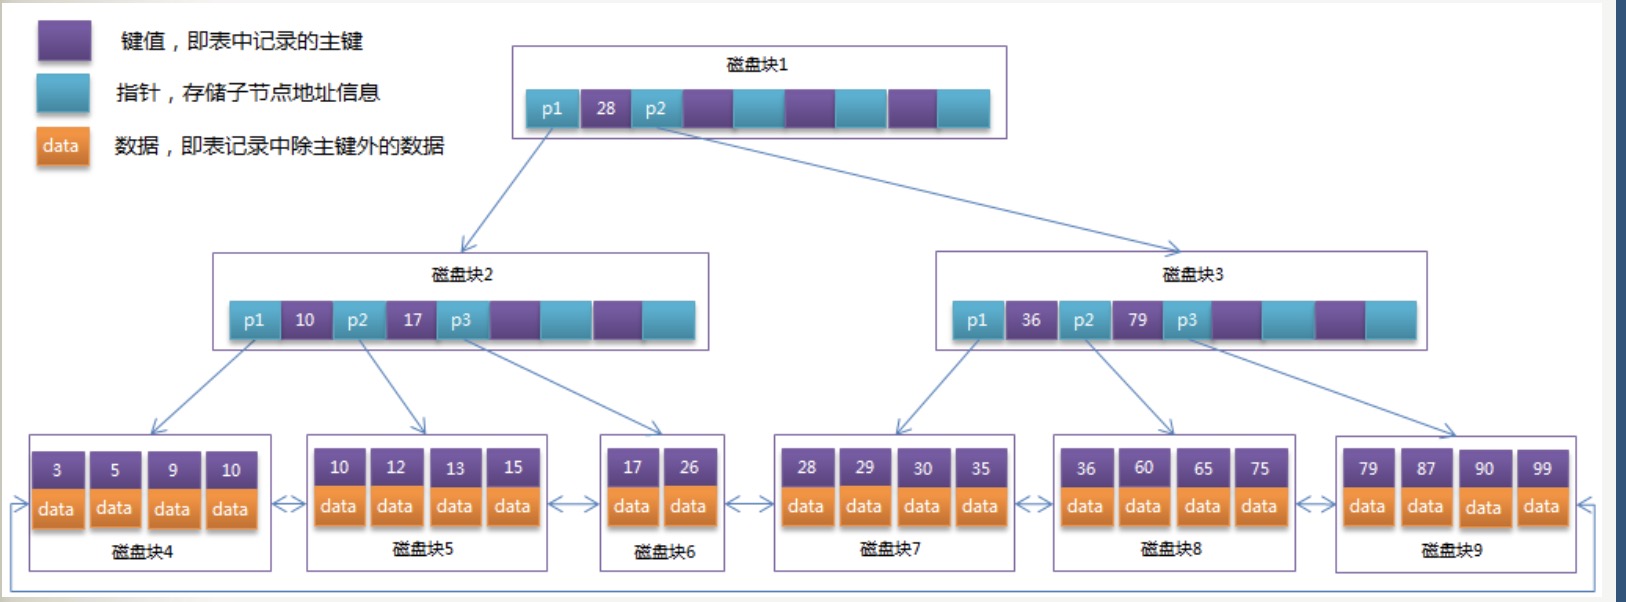 键值，即表中记录的主键
指针，存储子节点地址信息
data 数据，即表记录中除主键外的数据
磁盘块1
p1 28 p2
磁盘块2
p1 10 p2 17 p3
磁盘块3
p1 36 p2 79 p3
3 5 9 10
data data data data
磁盘块4
10 12 13 15
data data data data
磁盘块5
17 26
data data
磁盘块6
28 29 30 35
data data data data
磁盘块7
36 60 65 75
data data data data
磁盘块8
79 87 90 99
data data data data
磁盘块9